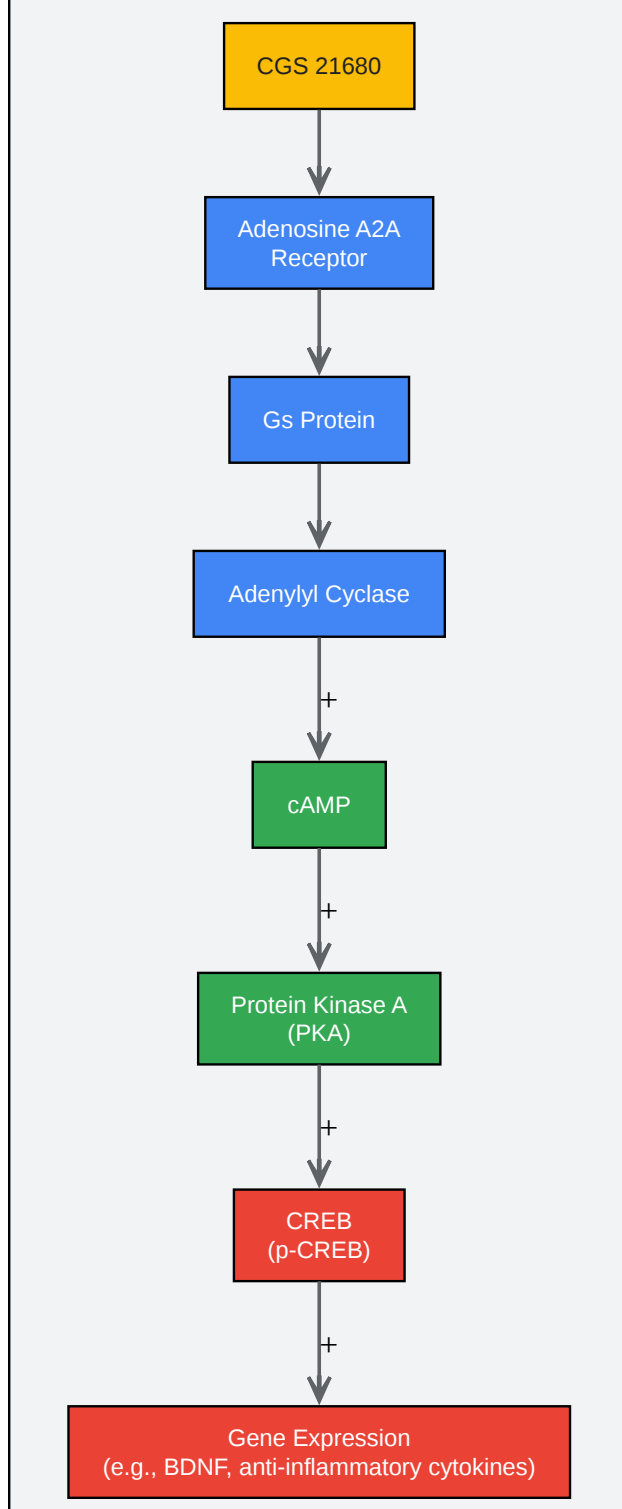 CGS 21680
Adenosine A2A
Receptor
Gs Protein
Adenylyl Cyclase
+
cAMP
+
Protein Kinase A
(PKA)
+
CREB
(p-CREB)
+
Gene Expression
(e.g., BDNF, anti-inflammatory cytokines)